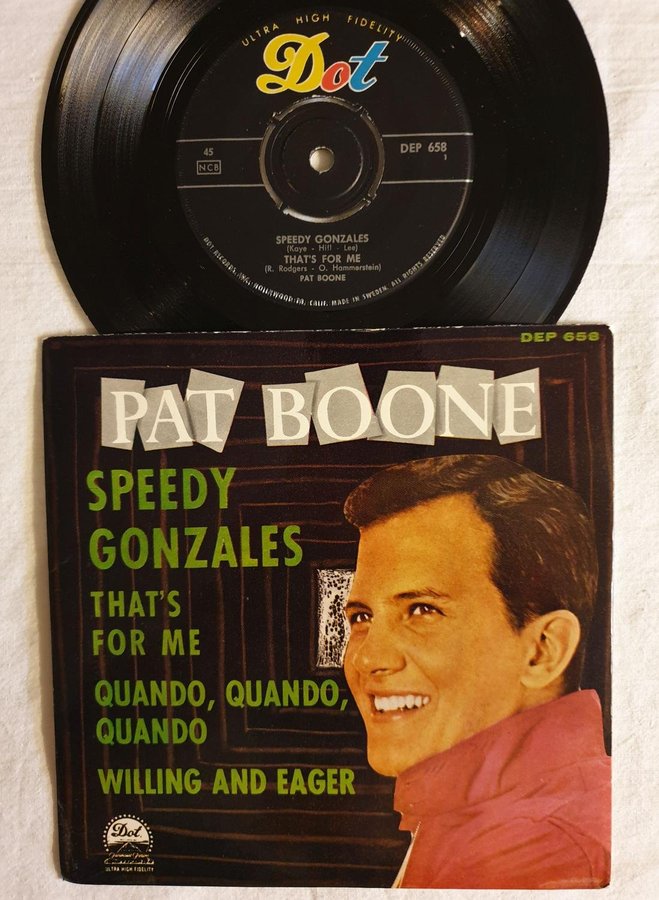 ULTRA HIGH FIDELITY
Dot
45
NCB
DEP 658
1
SPEEDY GONZALES
(Kaye - Hill - Lee)
THAT'S FOR ME
(R. Rodgers - O. Hammerstein)
PAT BOONE
DOT RECORDS, INC. HOLLYWOOD, CALIF. MADE IN SWEDEN. ALL RIGHTS RESERVED
DEP 658
PAT BOONE
SPEEDY
GONZALES
THAT'S
FOR ME
QUANDO, QUANDO,
QUANDO
WILLING AND EAGER
Dot
ULTRA HIGH FIDELITY